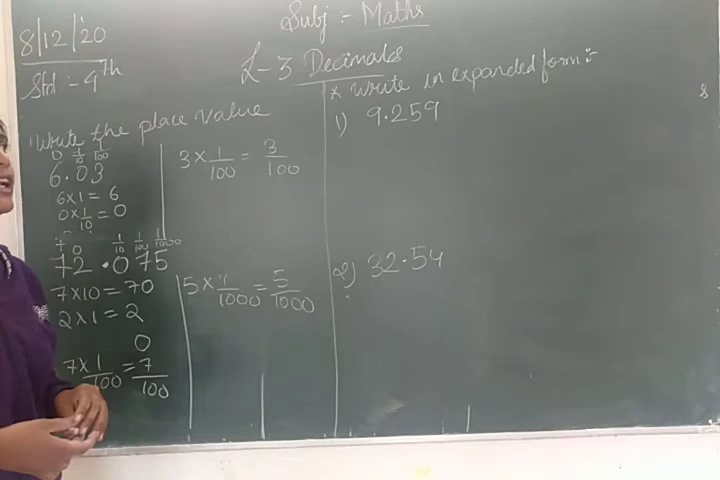 8/12/'20
Std :- 4th
Subj :- Maths
L-3 Decimals
Write the place value
O 1/10 1/100
6.03
6×1 = 6
0×1/10 = 0
3×1/100 = 3/100
1/10 1/100 1/1000
72.075
7×10 = 70
2×1 = 2
0
7×1/100 = 7/100
5×1/1000 = 5/1000
* Write in expanded form :-
1) 9.259
2) 32.54